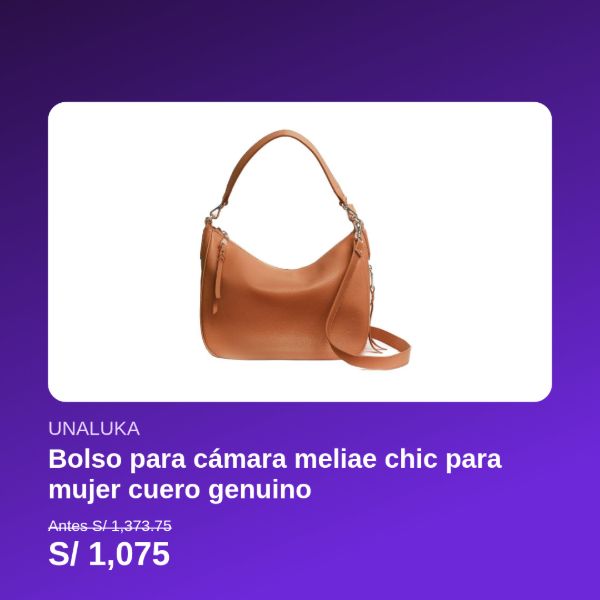 UNALUKA
Bolso para cámara meliae chic para
mujer cuero genuino
Antes S/ 1,373.75
S/ 1,075